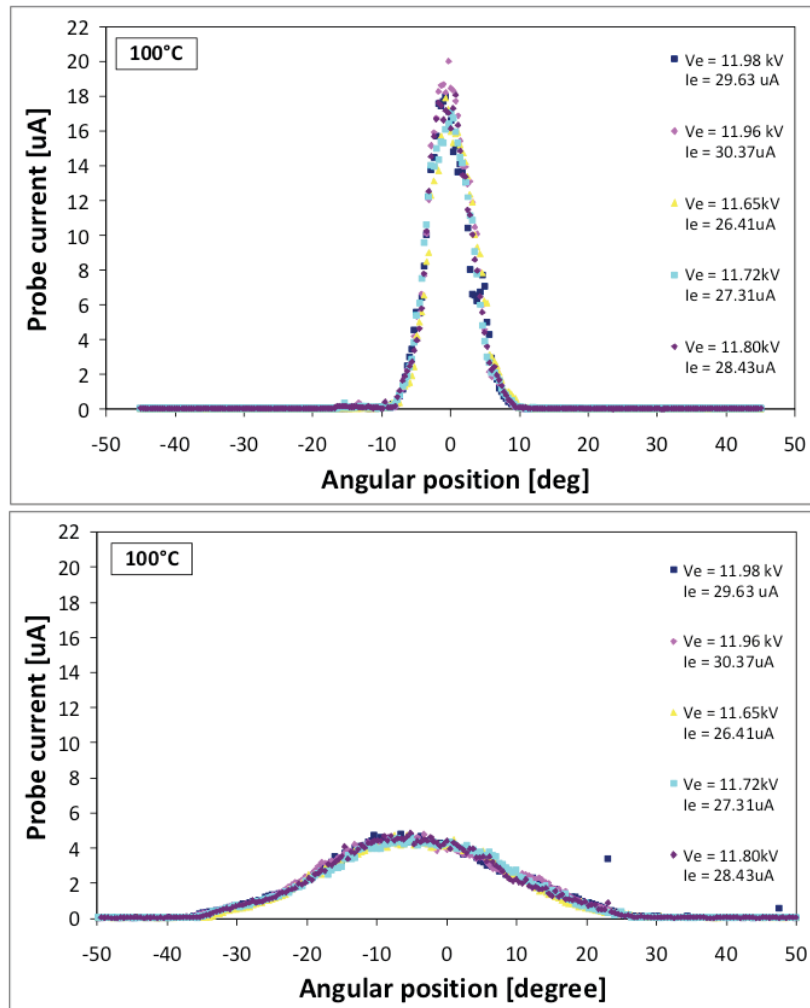 100°C
22
20
18
16
14
12
10
8
6
4
2
0
Probe current [uA]
Ve = 11.98 kV
Ie = 29.63 uA
Ve = 11.96 kV
Ie = 30.37uA
Ve = 11.65kV
Ie = 26.41uA
Ve = 11.72kV
Ie = 27.31uA
Ve = 11.80kV
Ie = 28.43uA
-50 -40 -30 -20 -10 0 10 20 30 40 50
Angular position [deg]
100°C
22
20
18
16
14
12
10
8
6
4
2
0
Probe current [uA]
Ve = 11.98 kV
Ie = 29.63 uA
Ve = 11.96 kV
Ie = 30.37uA
Ve = 11.65kV
Ie = 26.41uA
Ve = 11.72kV
Ie = 27.31uA
Ve = 11.80kV
Ie = 28.43uA
-50 -40 -30 -20 -10 0 10 20 30 40 50
Angular position [degree]